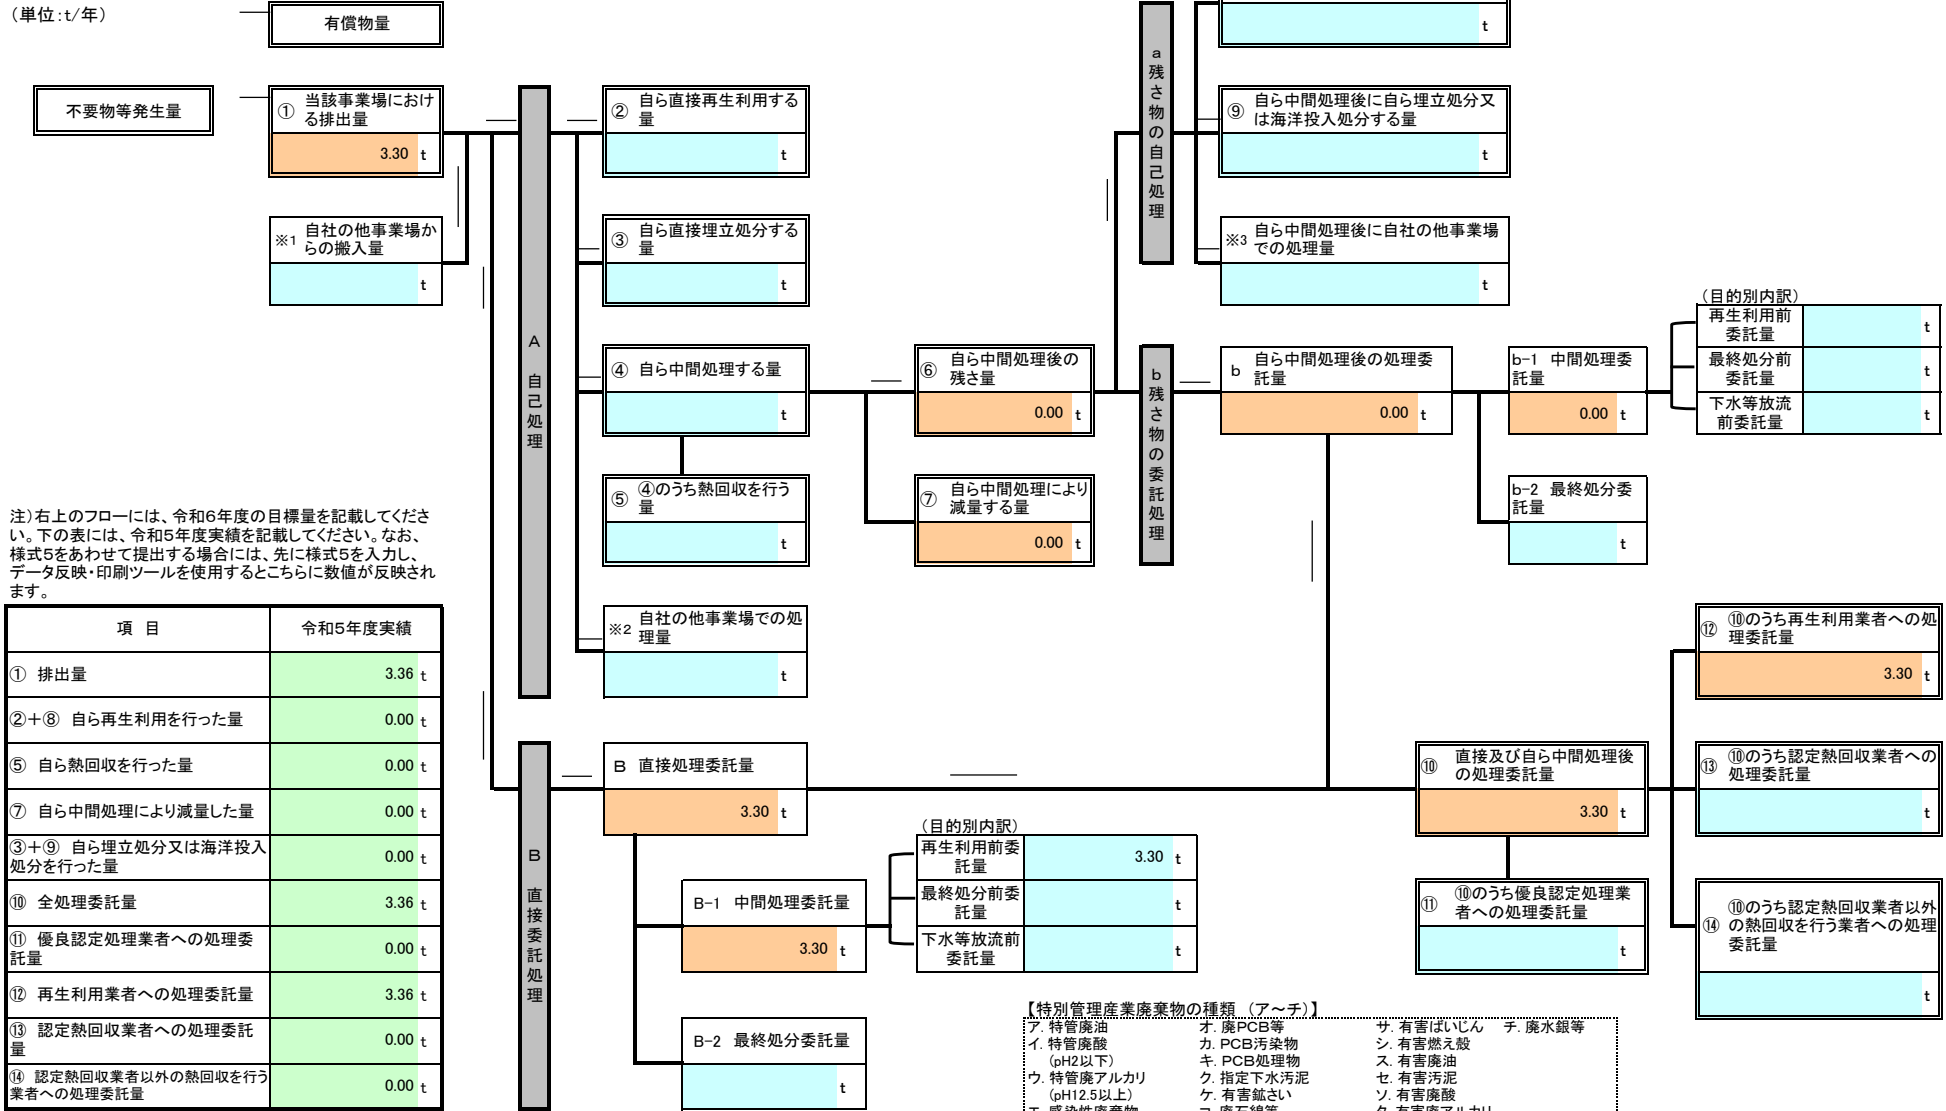 （単位：t/年）
有償物量
t
不要物等発生量
① 当該事業場におけ
る排出量
3.30 t
※1 自社の他事業場か
らの搬入量
t
A 自己処理
② 自ら直接再生利用する
量
t
③ 自ら直接埋立処分する
量
t
④ 自ら中間処理する量
t
⑤ ④のうち熱回収を行う
量
t
※2 自社の他事業場での処
理量
t
⑥ 自ら中間処理後の
残さ量
0.00 t
⑦ 自ら中間処理により
減量する量
0.00 t
a 残さ物の自己処理
⑨ 自ら中間処理後に自ら埋立処分又
は海洋投入処分する量
t
※3 自ら中間処理後に自社の他事業場
での処理量
t
b 残さ物の委託処理
b 自ら中間処理後の処理委
託量
0.00 t
b-1 中間処理委
託量
0.00 t
b-2 最終処分委
託量
t
（目的別内訳）
再生利用前
委託量
t
最終処分前
委託量
t
下水等放流
前委託量
t
注）右上のフローには、令和６年度の目標量を記載してくださ
い。下の表には、令和５年度実績を記載してください。なお、
様式５をあわせて提出する場合には、先に様式５を入力し、
データ反映・印刷ツールを使用するとこちらに数値が反映され
ます。
項 目 令和５年度実績
① 排出量 3.36 t
②＋⑧ 自ら再生利用を行った量 0.00 t
⑤ 自ら熱回収を行った量 0.00 t
⑦ 自ら中間処理により減量した量 0.00 t
③＋⑨ 自ら埋立処分又は海洋投入
処分を行った量 0.00 t
⑩ 全処理委託量 3.36 t
⑪ 優良認定処理業者への処理委
託量 0.00 t
⑫ 再生利用業者への処理委託量 3.36 t
⑬ 認定熱回収業者への処理委託
量 0.00 t
⑭ 認定熱回収業者以外の熱回収を行う
業者への処理委託量 0.00 t
B 直接委託処理
B 直接処理委託量
3.30 t
B-1 中間処理委託量
3.30 t
B-2 最終処分委託量
t
（目的別内訳）
再生利用前委
託量
3.30 t
最終処分前委
託量
t
下水等放流前
委託量
t
⑩ 直接及び自ら中間処理後
の処理委託量
3.30 t
⑪ ⑩のうち優良認定処理業
者への処理委託量
t
⑫ ⑩のうち再生利用業者への処
理委託量
3.30 t
⑬ ⑩のうち認定熱回収業者への
処理委託量
t
⑭ ⑩のうち認定熱回収業者以外
の熱回収を行う業者への処理
委託量
t
【特別管理産業廃棄物の種類 （ア～チ）】
ア. 特管廃油 オ. 廃PCB等 サ. 有害ばいじん チ. 廃水銀等
イ. 特管廃酸 カ. PCB汚染物 シ. 有害燃え殻
（pH2以下） キ. PCB処理物 ス. 有害廃油
ウ. 特管廃アルカリ ク. 指定下水汚泥 セ. 有害汚泥
（pH12.5以上） ケ. 有害鉱さい ソ. 有害廃酸
エ. 感染性廃棄物 コ. 廃石綿等 タ. 有害廃アルカリ